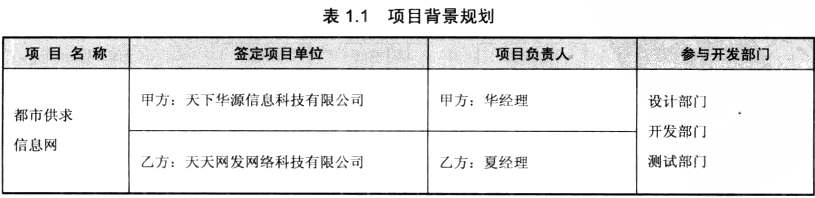 表 1.1 项目背景规划
项目名称 签定项目单位 项目负责人 参与开发部门
都市供求
信息网
甲方：天下华源信息科技有限公司 甲方：华经理
乙方：天天网发网络科技有限公司 乙方：夏经理
设计部门
开发部门
测试部门